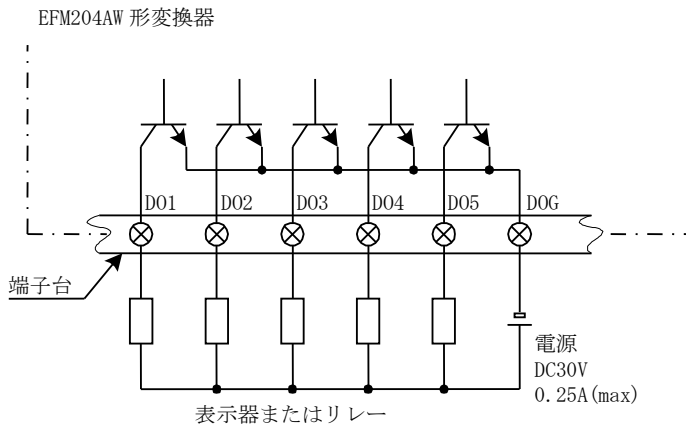 EFM204AW 形変換器
DO1
DO2
DO3
DO4
DO5
DOG
端子台
電源
DC30V
0.25A(max)
表示器またはリレー